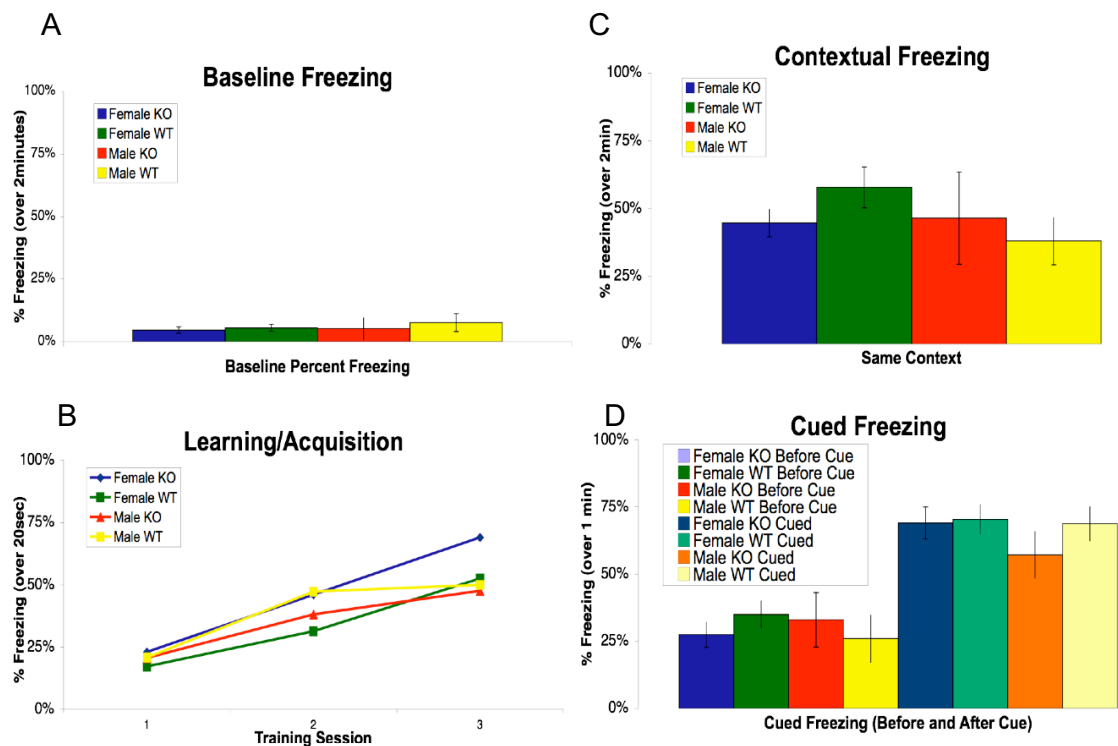 A
Baseline Freezing
100%
75%
50%
25%
0%
% Freezing (over 2minutes)
Female KO
Female WT
Male KO
Male WT
Baseline Percent Freezing
B
Learning/Acquisition
100%
75%
50%
25%
0%
% Freezing (over 20sec)
Female KO
Female WT
Male KO
Male WT
1
2
3
Training Session
C
Contextual Freezing
100%
75%
50%
25%
0%
% Freezing (over 2min)
Female KO
Female WT
Male KO
Male WT
Same Context
D
Cued Freezing
100%
75%
50%
25%
0%
% Freezing (over 1 min)
Female KO Before Cue
Female WT Before Cue
Male KO Before Cue
Male WT Before Cue
Female KO Cued
Female WT Cued
Male KO Cued
Male WT Cued
Cued Freezing (Before and After Cue)